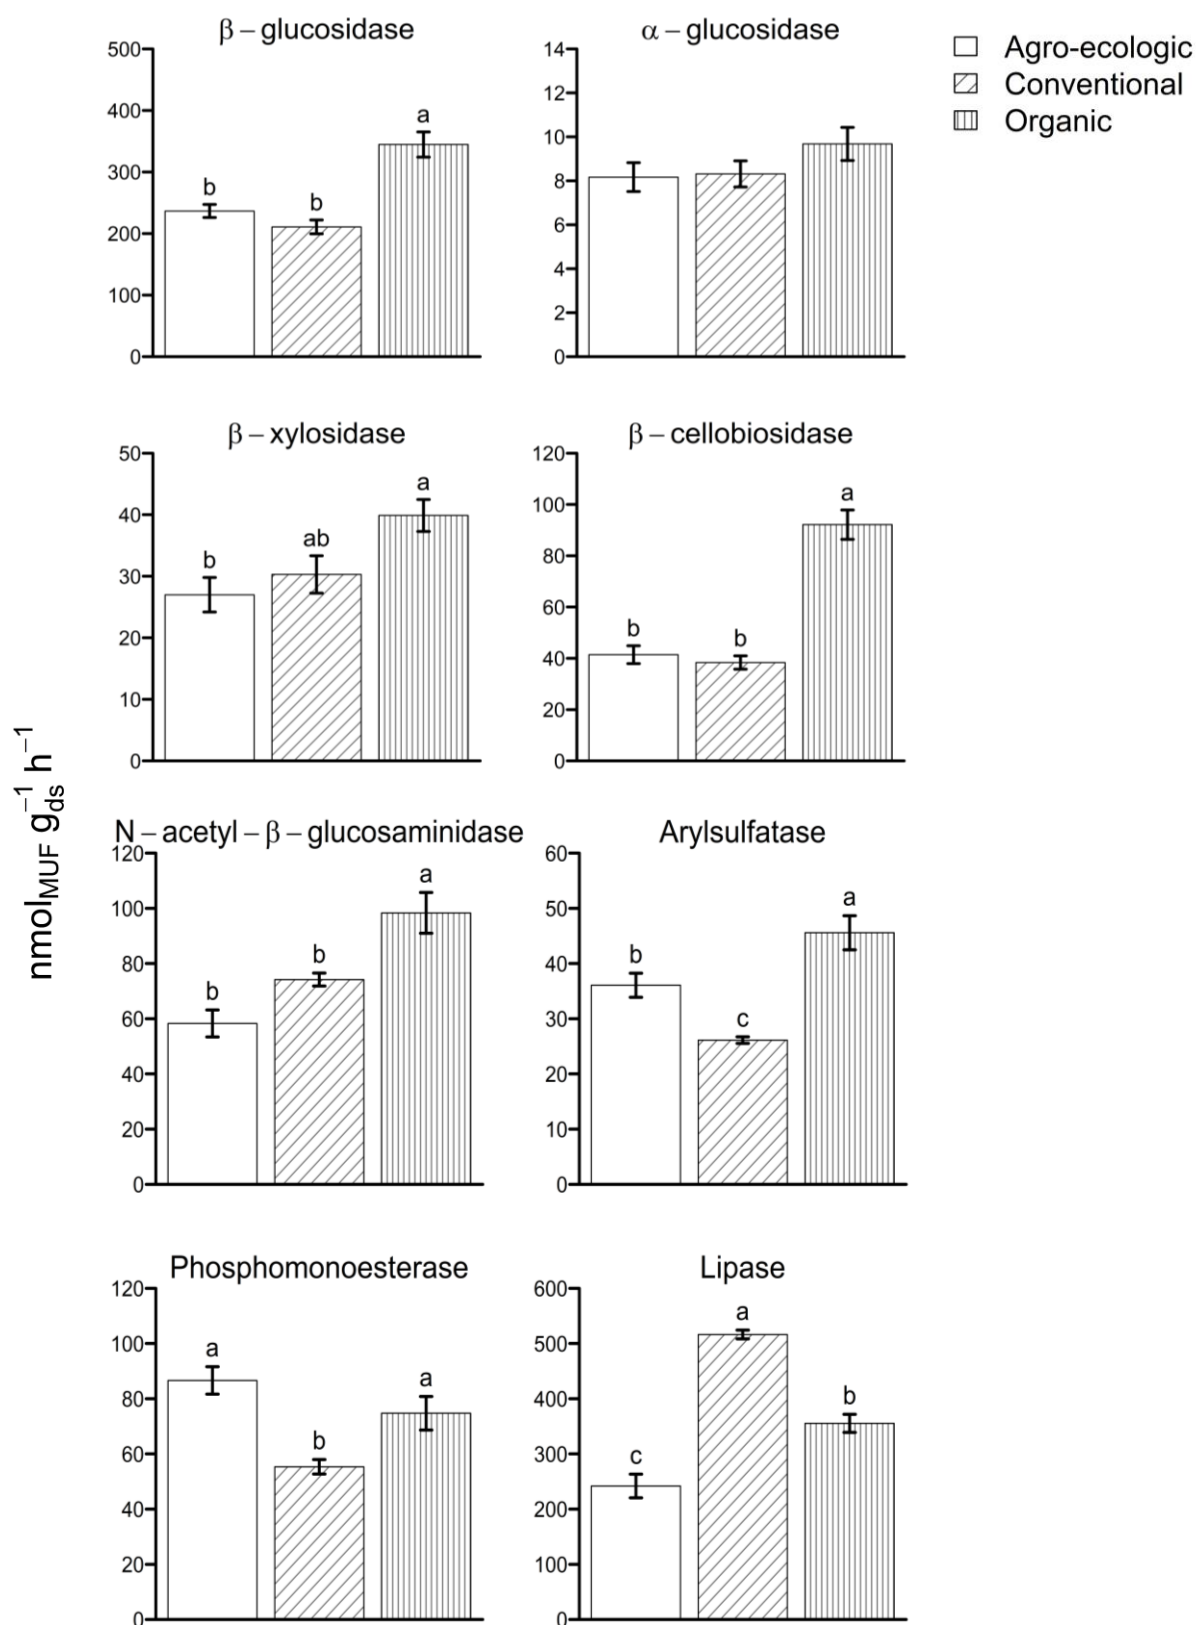 β – glucosidase
500
400
300
200
100
0
b
b
a
α – glucosidase
14
12
10
8
6
4
2
0
Agro-ecologic
Conventional
Organic
β – xylosidase
50
40
30
20
10
0
b
ab
a
β – cellobiosidase
120
100
80
60
40
20
0
b
b
a
nmol_MUF g_ds^−1 h^−1
N – acetyl – β – glucosaminidase
120
100
80
60
40
20
0
b
b
a
Arylsulfatase
60
50
40
30
20
10
0
b
c
a
Phosphomonoesterase
120
100
80
60
40
20
0
a
b
a
Lipase
600
500
400
300
200
100
0
c
a
b